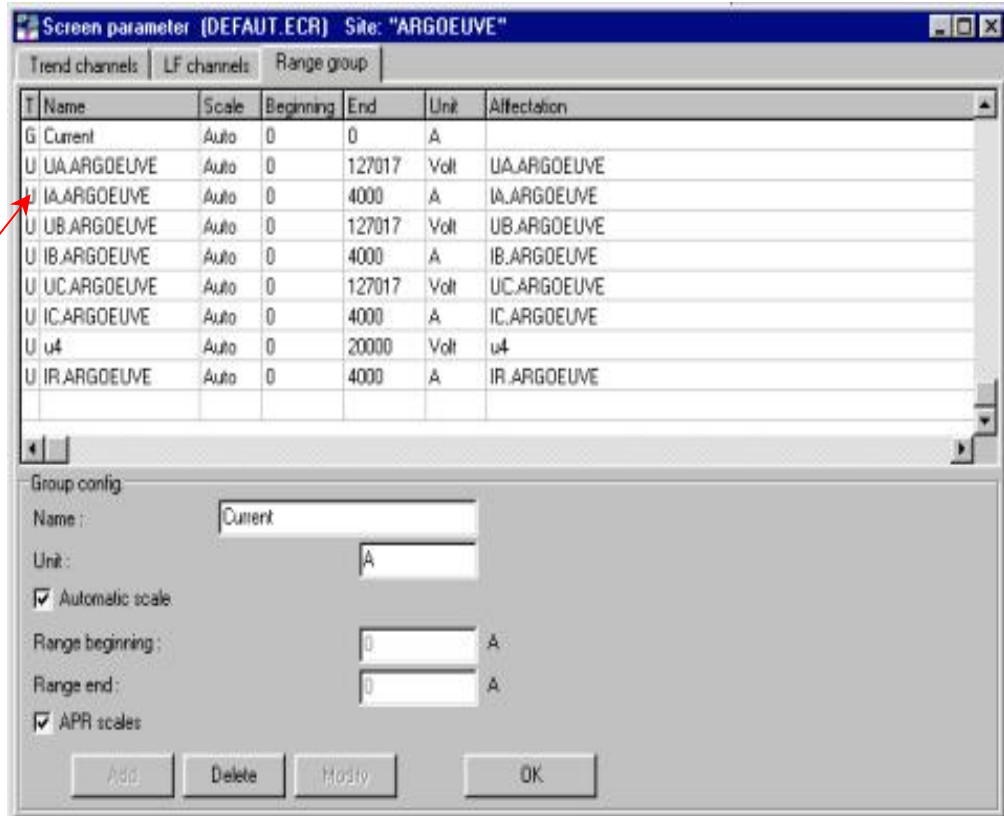 Screen parameter (DEFAUT.ECR) Site: "ARGOEUVE"
Trend channels LF channels Range group
T Name Scale Beginning End Unit Affectation
G Current Auto 0 0 A
U UA.ARGOEUVE Auto 0 127017 Volt UA.ARGOEUVE
U IA.ARGOEUVE Auto 0 4000 A IA.ARGOEUVE
U UB.ARGOEUVE Auto 0 127017 Volt UB.ARGOEUVE
U IB.ARGOEUVE Auto 0 4000 A IB.ARGOEUVE
U UC.ARGOEUVE Auto 0 127017 Volt UC.ARGOEUVE
U IC.ARGOEUVE Auto 0 4000 A IC.ARGOEUVE
U u4 Auto 0 20000 Volt u4
U IR.ARGOEUVE Auto 0 4000 A IR.ARGOEUVE
Group config
Name : Current
Unit : A
Automatic scale
Range beginning : 0 A
Range end : 0 A
APR scales
Add Delete Modify OK